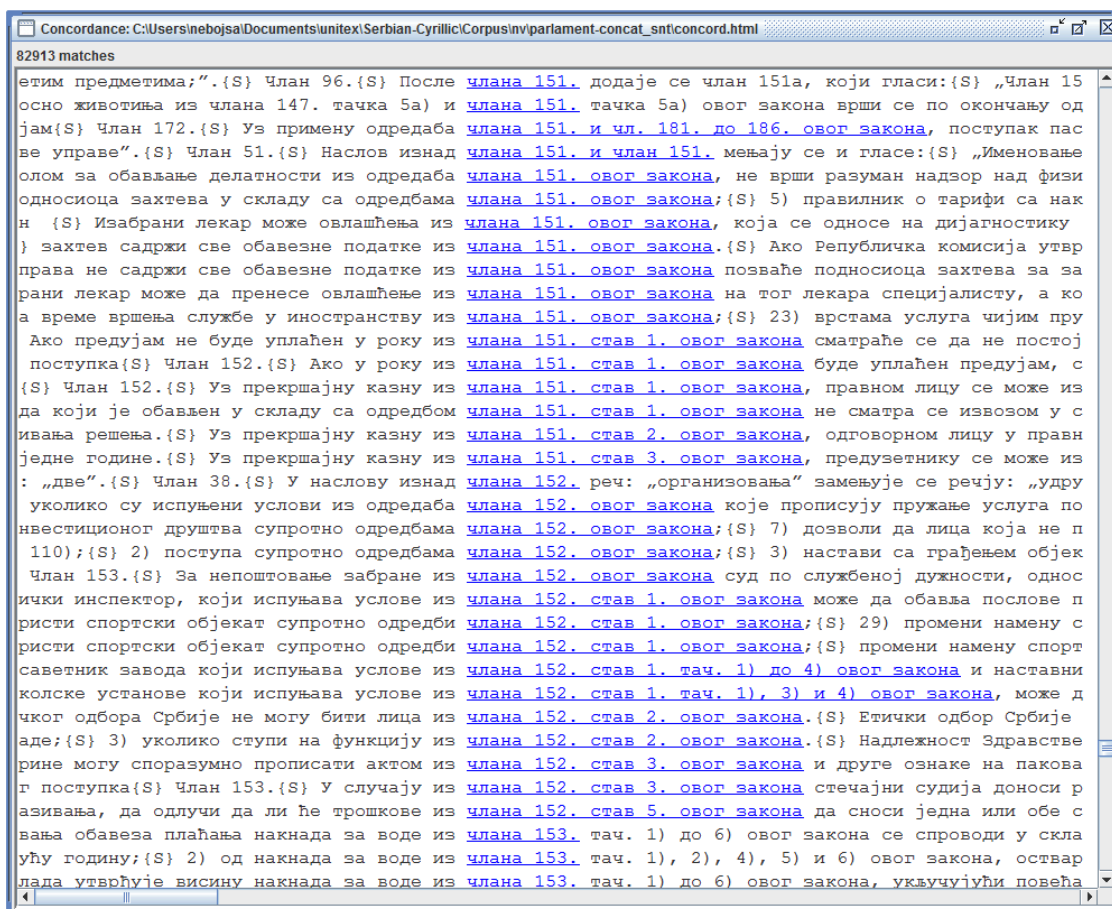 Concordance: C:\Users\nebojsa\Documents\unitex\Serbian-Cyrillic\Corpus\nv\parlament-concat_snt\concord.html
82913 matches
етим предметима;”.{S} Члан 96.{S} После члана 151. додаје се члан 151а, који гласи:{S} „Члан 15
осно животиња из члана 147. тачка 5а) и члана 151. тачка 5а) овог закона врши се по окончању од
јам{S} Члан 172.{S} Уз примену одредаба члана 151. и чл. 181. до 186. овог закона, поступак пас
ве управе”.{S} Члан 51.{S} Наслов изнад члана 151. и члан 151. мењају се и гласе:{S} „Именовање
олом за обављање делатности из одредаба члана 151. овог закона, не врши разуман надзор над физи
односиоца захтева у складу са одредбама члана 151. овог закона;{S} 5) правилник о тарифи са нак
н {S} Изабрани лекар може овлашћења из члана 151. овог закона, која се односе на дијагностику
} захтев садржи све обавезне податке из члана 151. овог закона.{S} Ако Републичка комисија утвр
права не садржи све обавезне податке из члана 151. овог закона позваће подносиоца захтева за за
рани лекар може да пренесе овлашћење из члана 151. овог закона на тог лекара специјалисту, а ко
а време вршења службе у иностранству из члана 151. овог закона;{S} 23) врстама услуга чијим пру
Ако предујам не буде уплаћен у року из члана 151. став 1. овог закона сматраће се да не постој
поступка{S} Члан 152.{S} Ако у року из члана 151. став 1. овог закона буде уплаћен предујам, с
{S} Члан 152.{S} Уз прекршајну казну из члана 151. став 1. овог закона, правном лицу се може из
да који је обављен у складу са одредбом члана 151. став 1. овог закона не сматра се извозом у с
ивања решења.{S} Уз прекршајну казну из члана 151. став 2. овог закона, одговорном лицу у правн
једне године.{S} Уз прекршајну казну из члана 151. став 3. овог закона, предузетнику се може из
: „две”.{S} Члан 38.{S} У наслову изнад члана 152. реч: „организовања” замењује се речју: „удру
уколико су испуњени услови из одредаба члана 152. овог закона које прописују пружање услуга по
нвестиционог друштва супротно одредбама члана 152. овог закона;{S} 7) дозволи да лица која не п
110);{S} 2) поступа супротно одредбама члана 152. овог закона;{S} 3) настави са грађењем објек
Члан 153.{S} За непоштовање забране из члана 152. овог закона суд по службеној дужности, однос
ички инспектор, који испуњава услове из члана 152. став 1. овог закона може да обавља послове п
ристи спортски објекат супротно одредби члана 152. став 1. овог закона;{S} 29) промени намену с
ристи спортски објекат супротно одредби члана 152. став 1. овог закона;{S} промени намену спорт
саветник завода који испуњава услове из члана 152. став 1. тач. 1) до 4) овог закона и наставни
колске установе који испуњава услове из члана 152. став 1. тач. 1), 3) и 4) овог закона, може д
чког одбора Србије не могу бити лица из члана 152. став 2. овог закона.{S} Етички одбор Србије
аде;{S} 3) уколико ступи на функцију из члана 152. став 2. овог закона.{S} Надлежност Здравстве
рине могу споразумно прописати актом из члана 152. став 3. овог закона и друге ознаке на пакова
г поступка{S} Члан 153.{S} У случају из члана 152. став 3. овог закона стечајни судија доноси р
азивања, да одлучи да ли ће трошкове из члана 152. став 5. овог закона да сноси једна или обе с
вања обавеза плаћања накнада за воде из члана 153. тач. 1) до 6) овог закона се спроводи у скла
ућу годину;{S} 2) од накнада за воде из члана 153. тач. 1), 2), 4), 5) и 6) овог закона, оствар
лада утврђује висину накнада за воде из члана 153. тач. 1) до 6) овог закона, укључујући повећа